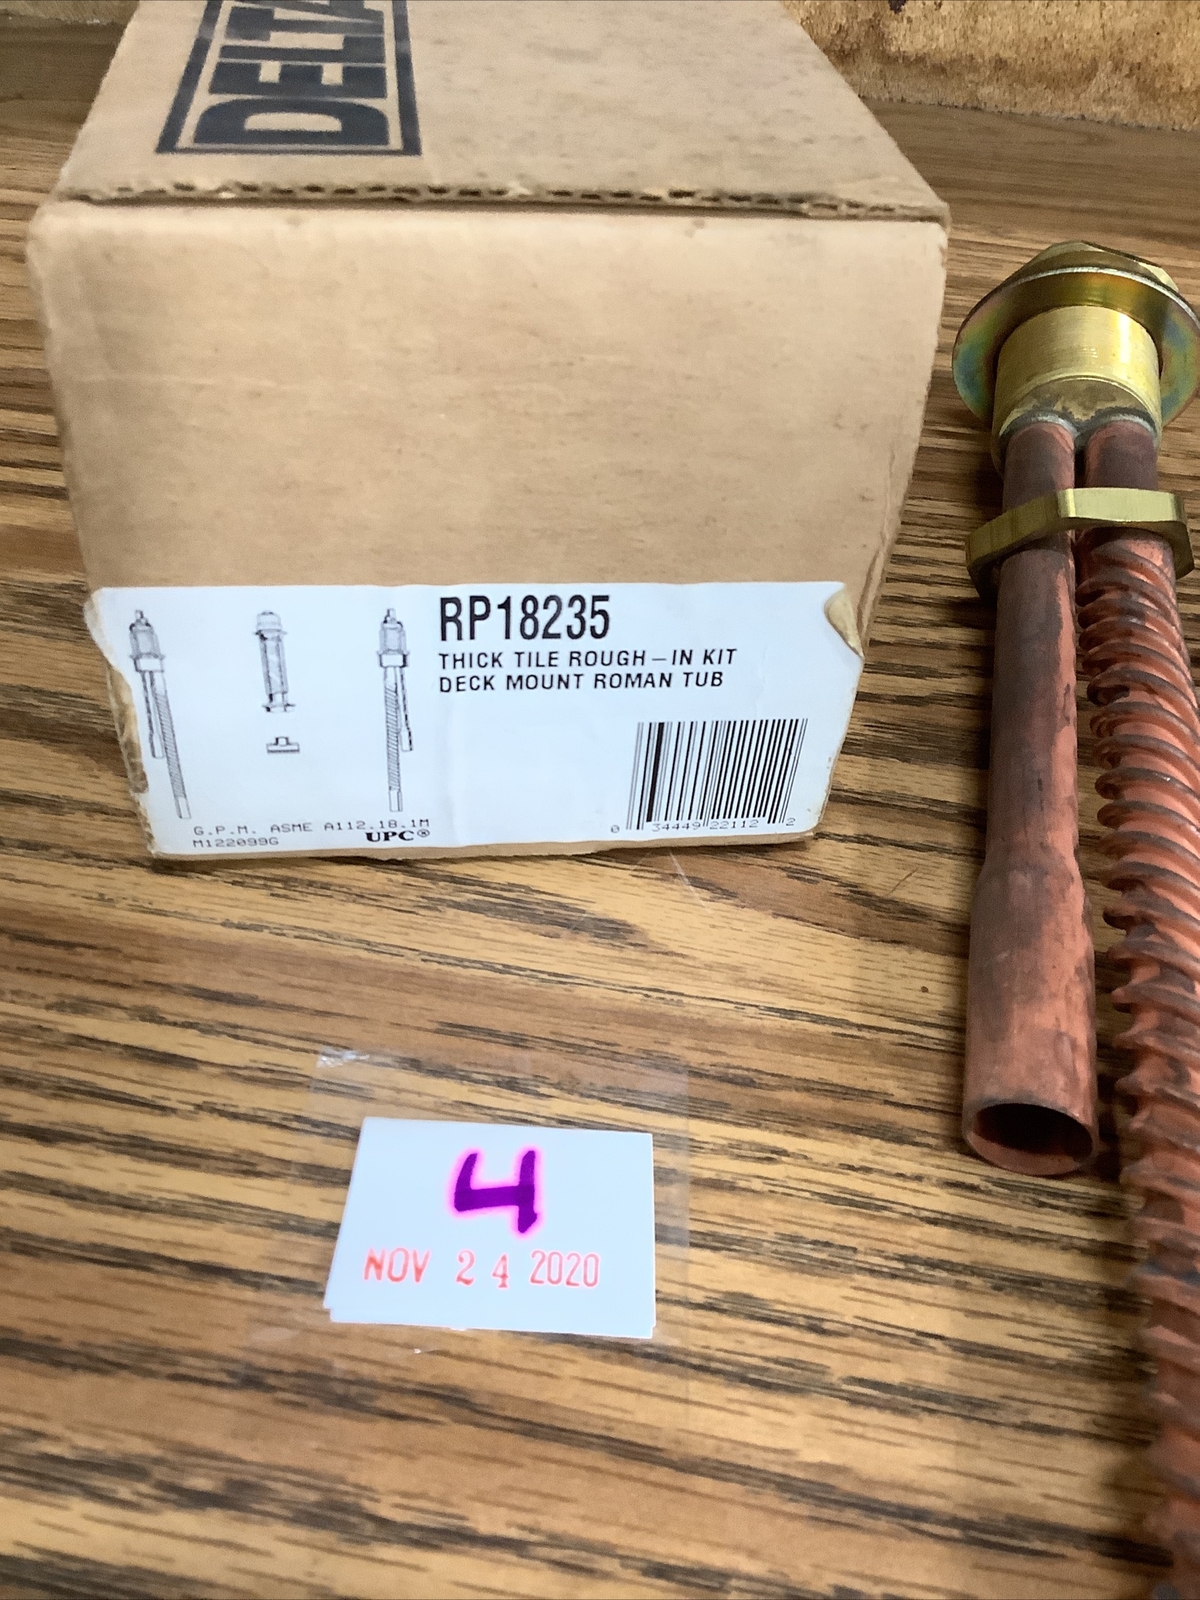 DELTA
RP18235
THICK TILE ROUGH-IN KIT
DECK MOUNT ROMAN TUB
G.P.M. ASME A112.18.1M
M122099G
UPC®
0 34449 22112 2
4
NOV 24 2020